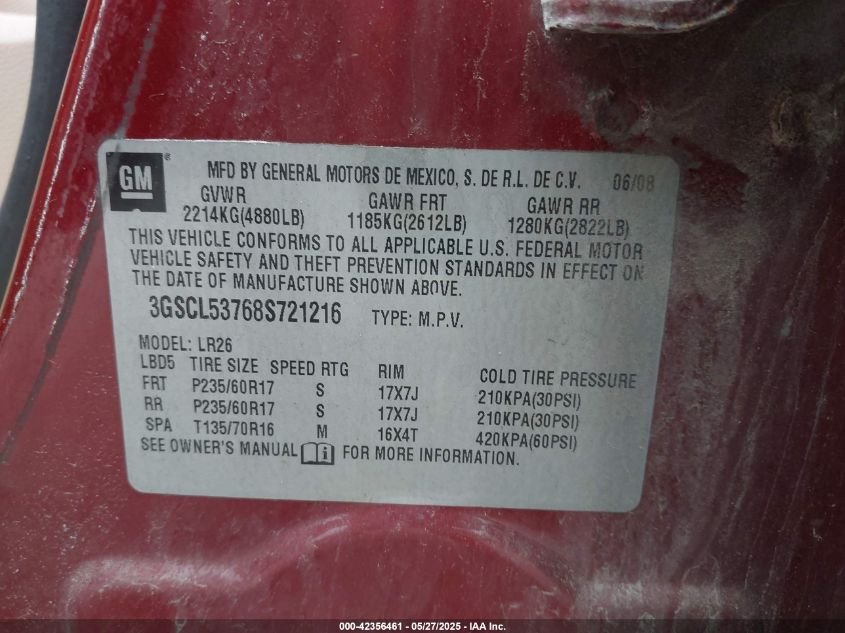 GM ®
MFD BY GENERAL MOTORS DE MEXICO, S. DE R.L. DE C.V. 06/08
GVWR GAWR FRT GAWR RR
2214KG(4880LB) 1185KG(2612LB) 1280KG(2822LB)
THIS VEHICLE CONFORMS TO ALL APPLICABLE U.S. FEDERAL MOTOR
VEHICLE SAFETY AND THEFT PREVENTION STANDARDS IN EFFECT ON
THE DATE OF MANUFACTURE SHOWN ABOVE.
3GSCL53768S721216 TYPE: M.P.V.
MODEL: LR26
LBD5 TIRE SIZE SPEED RTG RIM COLD TIRE PRESSURE
FRT P235/60R17 S 17X7J 210KPA(30PSI)
RR P235/60R17 S 17X7J 210KPA(30PSI)
SPA T135/70R16 M 16X4T 420KPA(60PSI)
SEE OWNER'S MANUAL i FOR MORE INFORMATION.
000-42356461 - 05/27/2025 - IAA Inc.